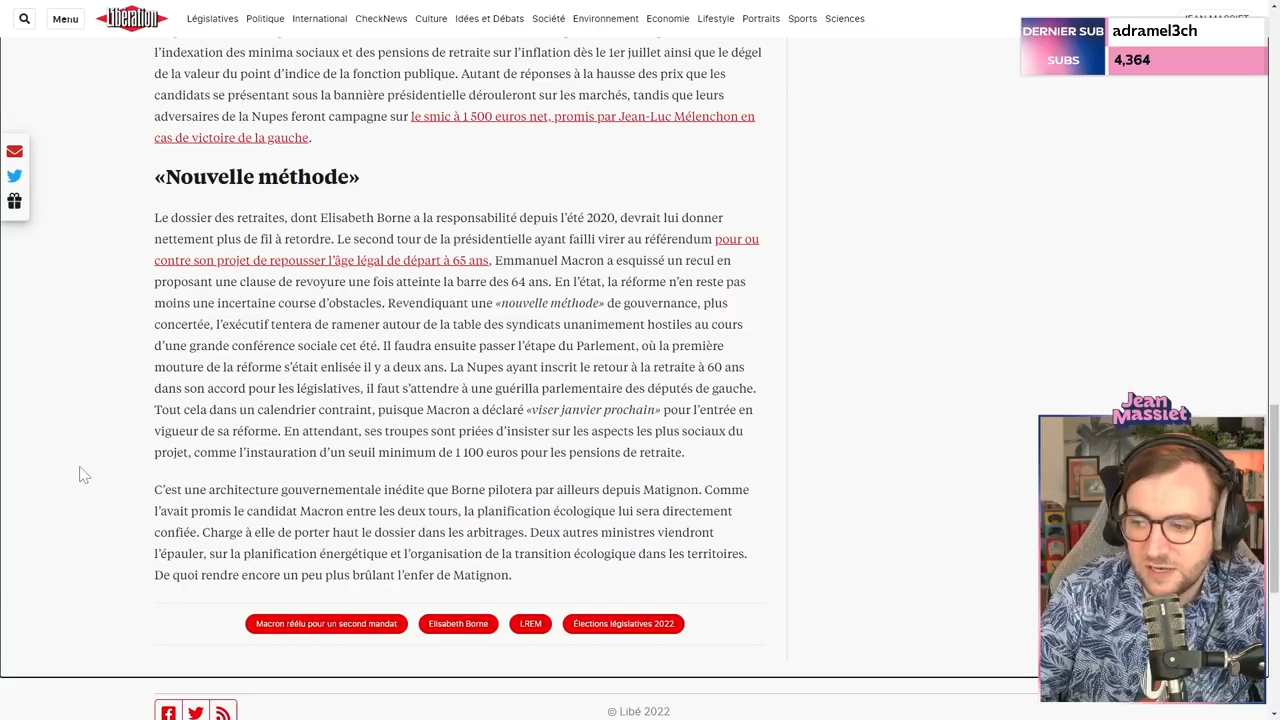 Menu
Libération
Législatives Politique International CheckNews Culture Idées et Débats Société Environnement Economie Lifestyle Portraits Sports Sciences
JEAN MASSIET
DERNIER SUB adramel3ch
SUBS 4,364
l’indexation des minima sociaux et des pensions de retraite sur l’inflation dès le 1er juillet ainsi que le dégel
de la valeur du point d’indice de la fonction publique. Autant de réponses à la hausse des prix que les
candidats se présentant sous la bannière présidentielle dérouleront sur les marchés, tandis que leurs
adversaires de la Nupes feront campagne sur le smic à 1 500 euros net, promis par Jean-Luc Mélenchon en
cas de victoire de la gauche.
«Nouvelle méthode»
Le dossier des retraites, dont Elisabeth Borne a la responsabilité depuis l’été 2020, devrait lui donner
nettement plus de fil à retordre. Le second tour de la présidentielle ayant failli virer au référendum pour ou
contre son projet de repousser l’âge légal de départ à 65 ans, Emmanuel Macron a esquissé un recul en
proposant une clause de revoyure une fois atteinte la barre des 64 ans. En l’état, la réforme n’en reste pas
moins une incertaine course d’obstacles. Revendiquant une «nouvelle méthode» de gouvernance, plus
concertée, l’exécutif tentera de ramener autour de la table des syndicats unanimement hostiles au cours
d’une grande conférence sociale cet été. Il faudra ensuite passer l’étape du Parlement, où la première
mouture de la réforme s’était enlisée il y a deux ans. La Nupes ayant inscrit le retour à la retraite à 60 ans
dans son accord pour les législatives, il faut s’attendre à une guérilla parlementaire des députés de gauche.
Tout cela dans un calendrier contraint, puisque Macron a déclaré «viser janvier prochain» pour l’entrée en
vigueur de sa réforme. En attendant, ses troupes sont priées d’insister sur les aspects les plus sociaux du
projet, comme l’instauration d’un seuil minimum de 1 100 euros pour les pensions de retraite.
C’est une architecture gouvernementale inédite que Borne pilotera par ailleurs depuis Matignon. Comme
l’avait promis le candidat Macron entre les deux tours, la planification écologique lui sera directement
confiée. Charge à elle de porter haut le dossier dans les arbitrages. Deux autres ministres viendront
l’épauler, sur la planification énergétique et l’organisation de la transition écologique dans les territoires.
De quoi rendre encore un peu plus brûlant l’enfer de Matignon.
Macron réélu pour un second mandat Elisabeth Borne LREM Élections législatives 2022
Jean
Massiet
© Libé 2022